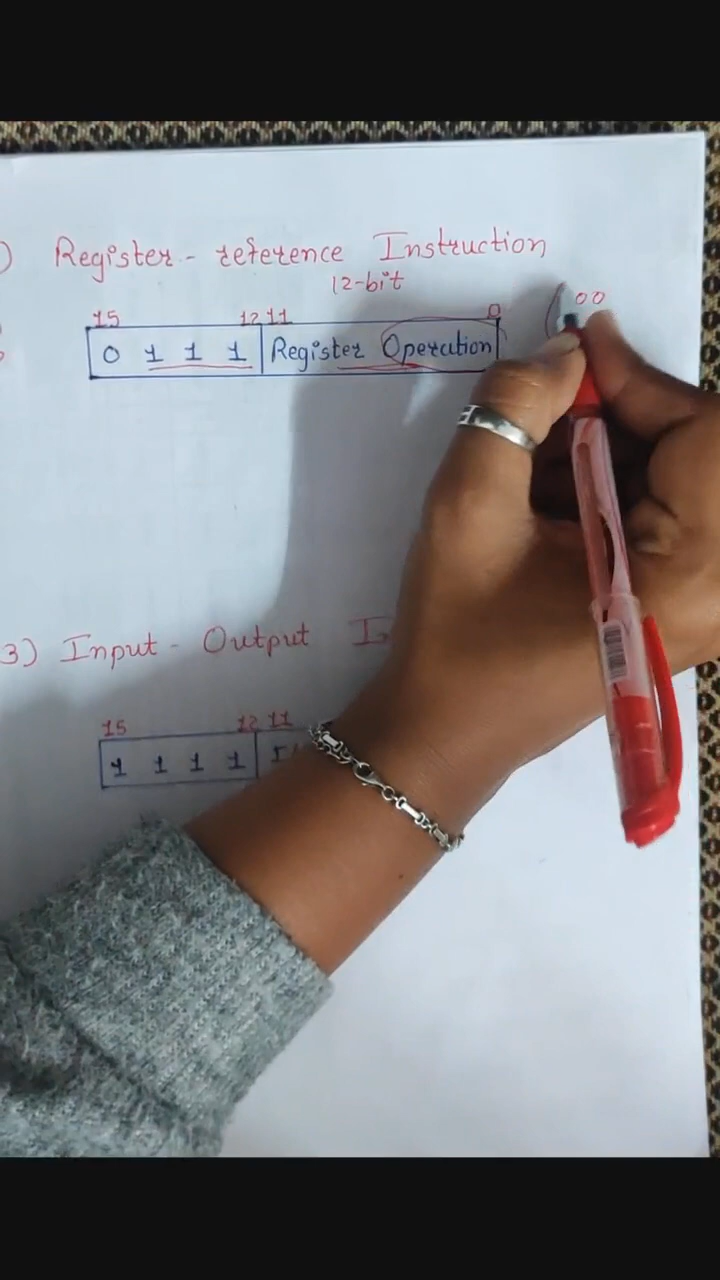 ) Register - reference Instruction
12-bit
15 12 11 0
00
0 1 1 1 Register Operation
3) Input - Output
15 12 11
1 1 1 1